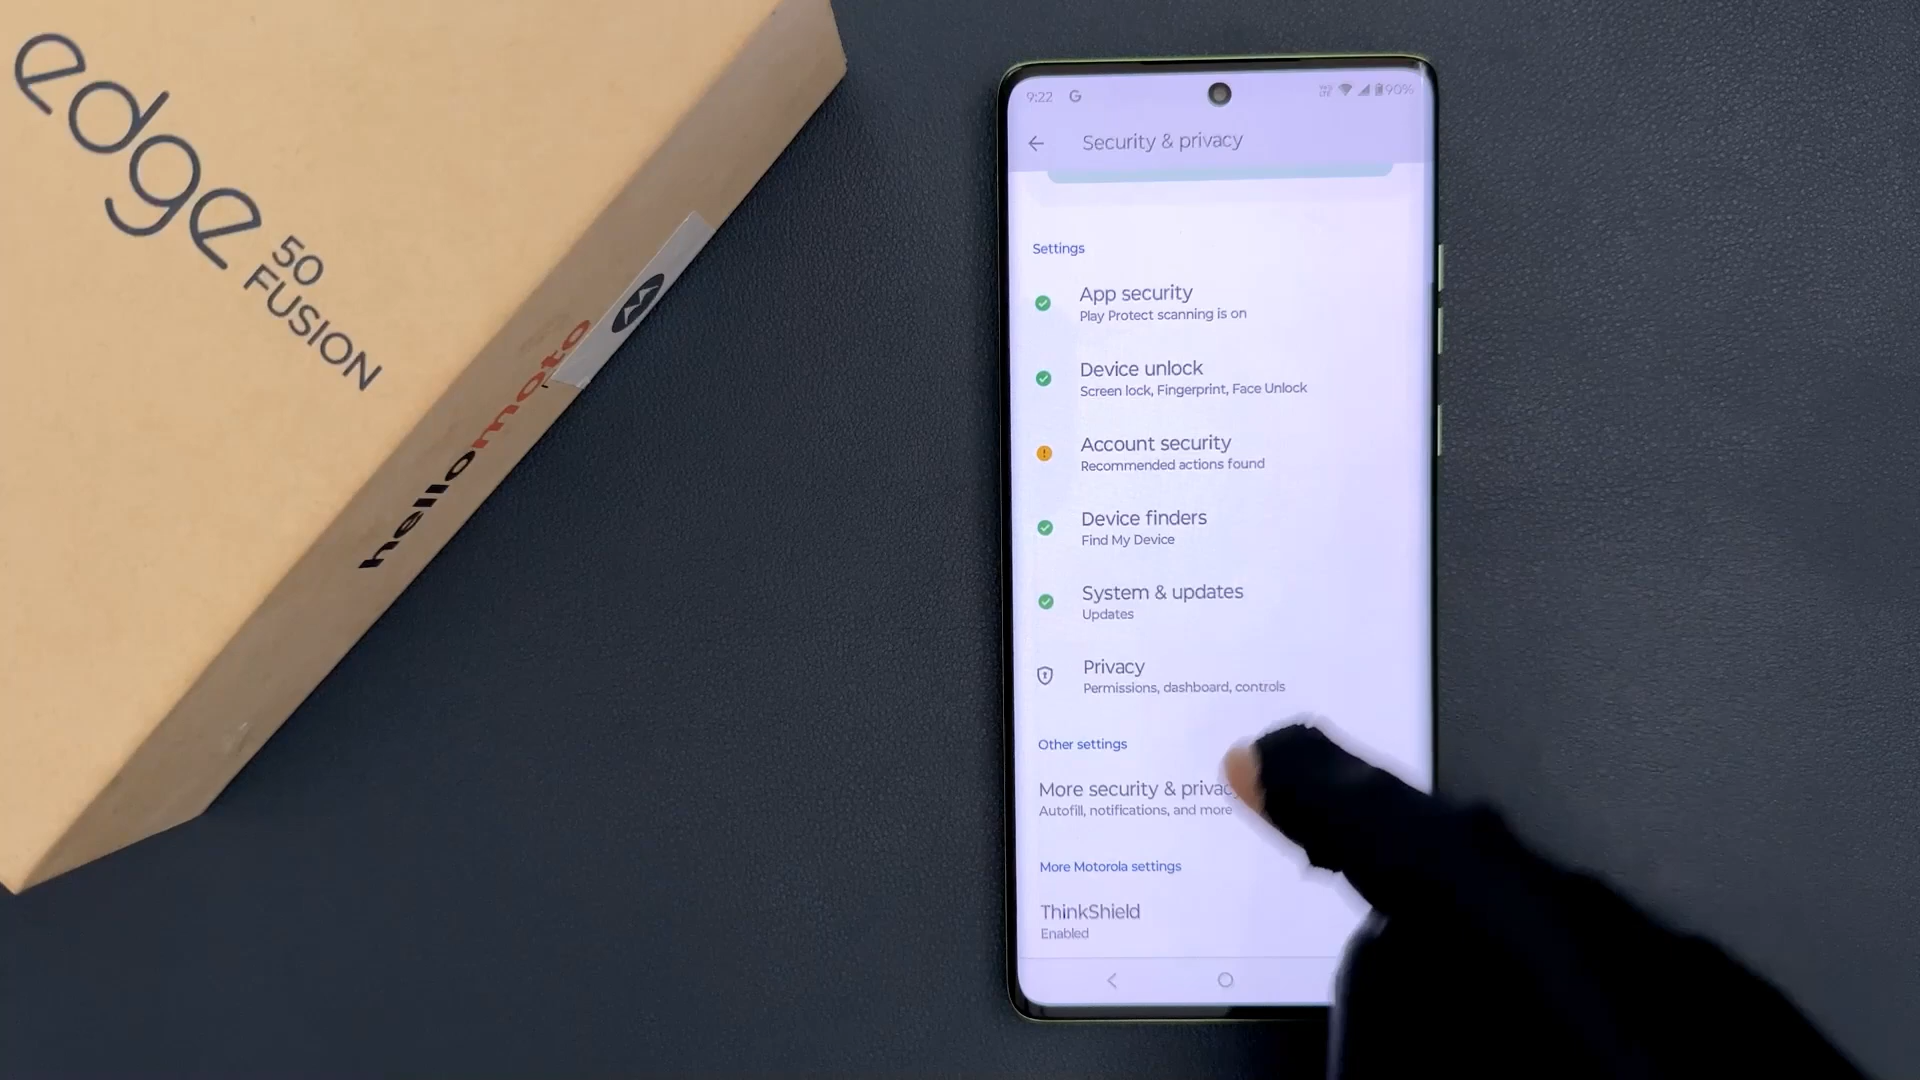 edge
50
FUSION
hellomoto
9:22 G
90%
Security & privacy
Settings
App security
Play Protect scanning is on
Device unlock
Screen lock, Fingerprint, Face Unlock
Account security
Recommended actions found
Device finders
Find My Device
System & updates
Updates
Privacy
Permissions, dashboard, controls
Other settings
More security & privacy
Autofill, notifications, and more
More Motorola settings
ThinkShield
Enabled